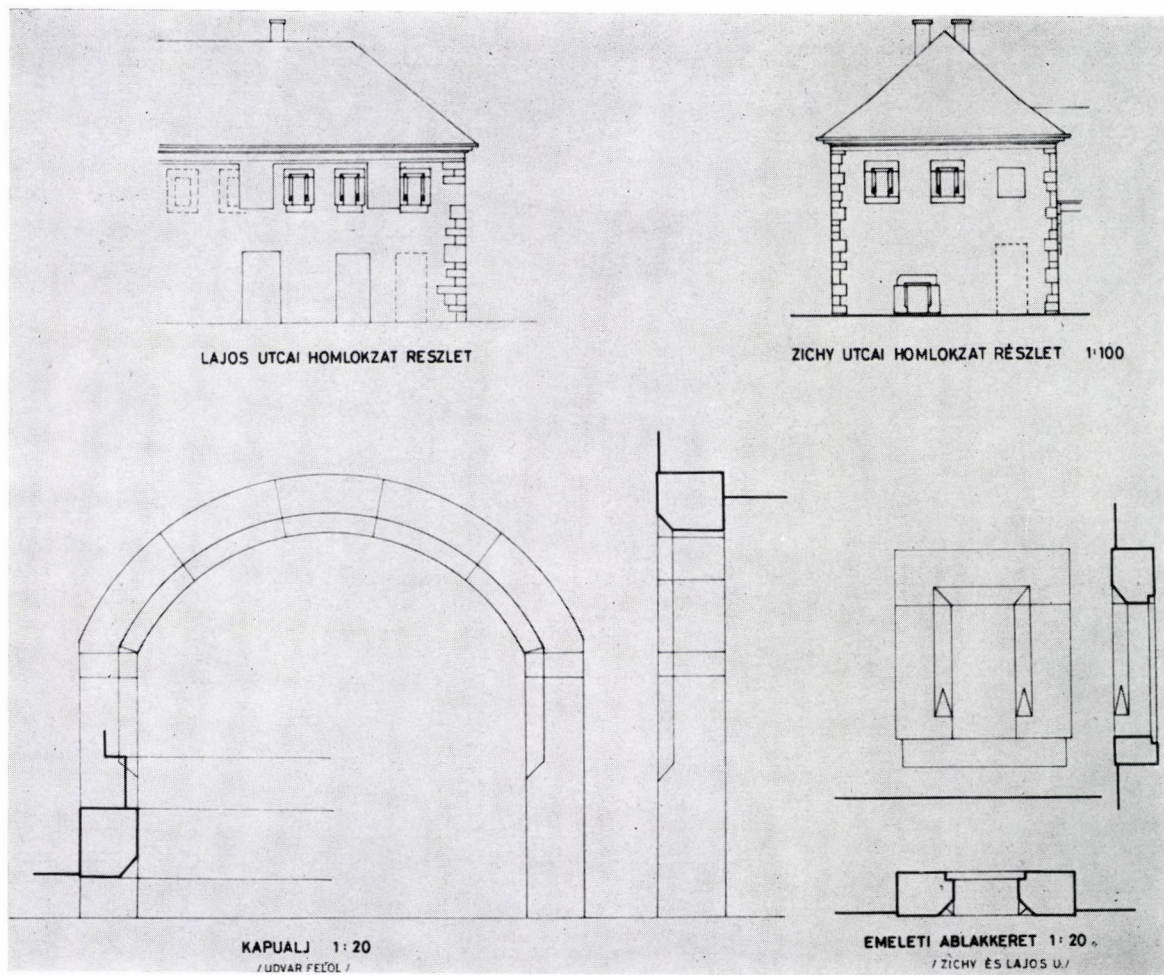 LAJOS UTCAI HOMLOKZAT RESZLET
ZICHY UTCAI HOMLOKZAT RÉSZLET 1:100
KAPUALJ 1:20
/UDVAR FELŐL/
EMELETI ABLAKKERET 1:20.
/ZICHY ÉS LAJOS U./